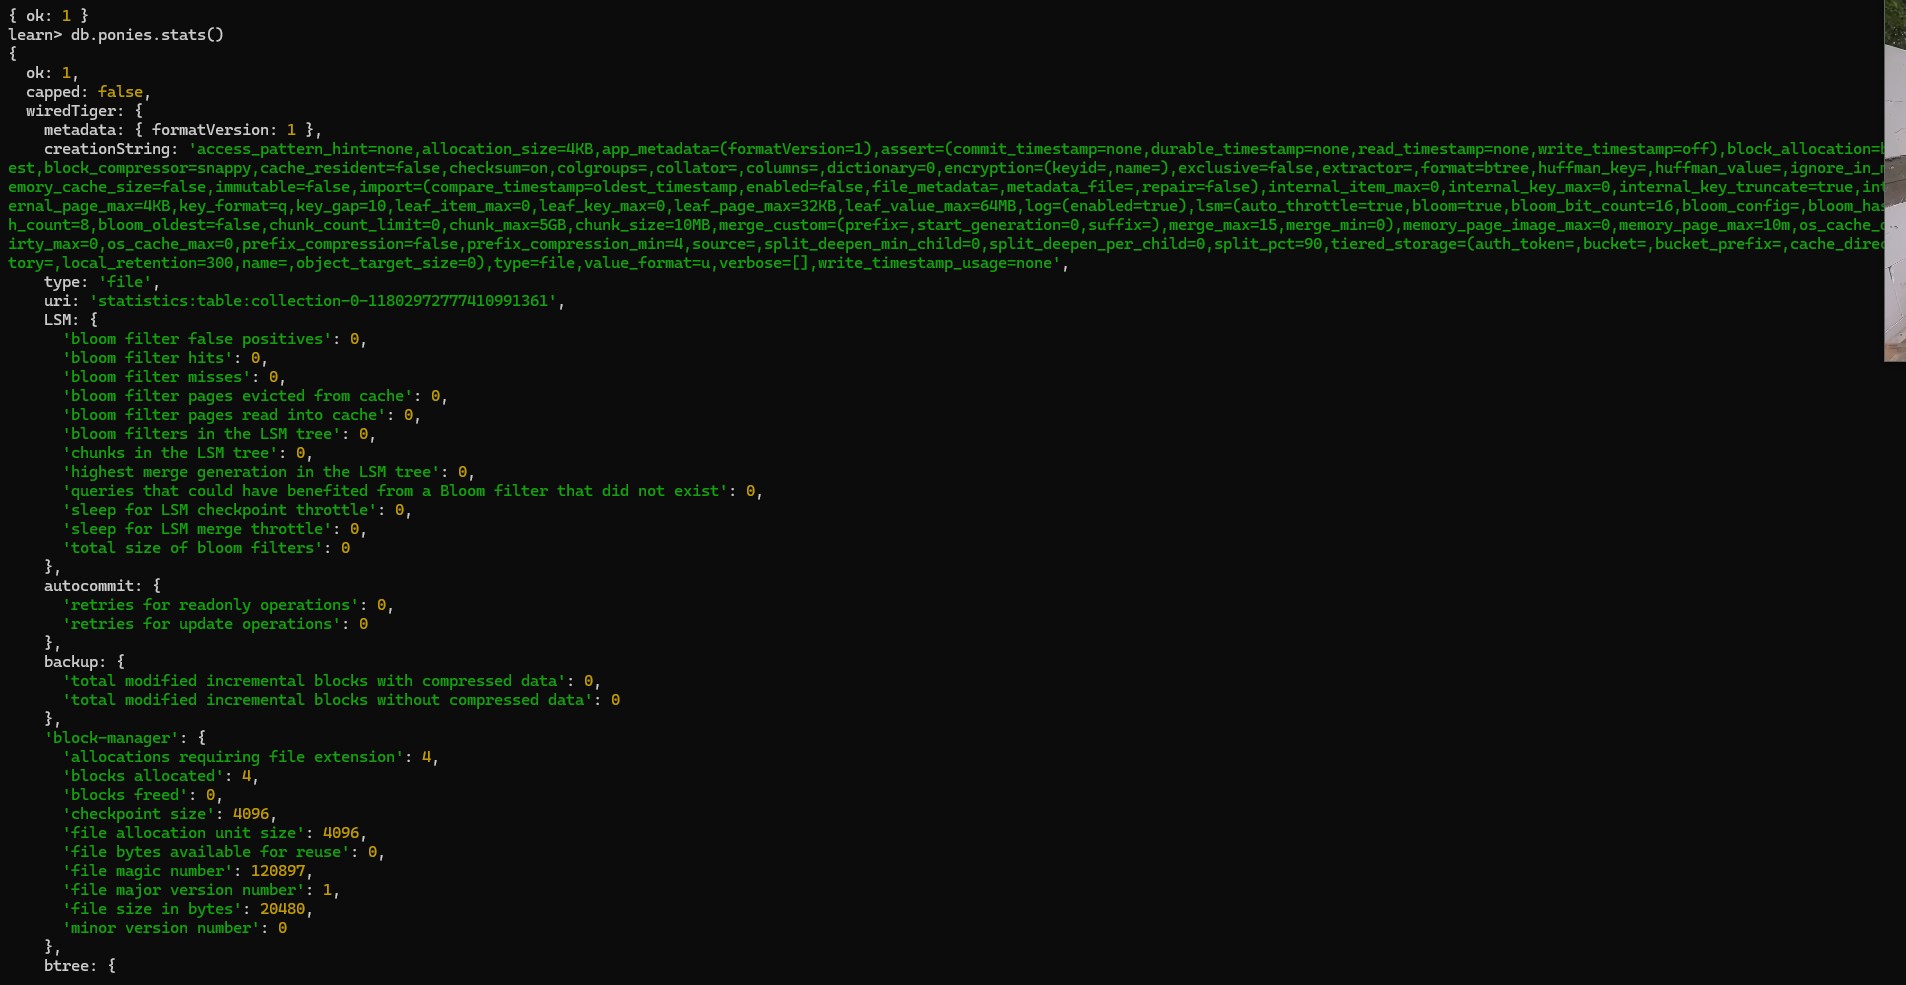 { ok: 1 }
learn> db.ponies.stats()
{
  ok: 1,
  capped: false,
  wiredTiger: {
    metadata: { formatVersion: 1 },
    creationString: 'access_pattern_hint=none,allocation_size=4KB,app_metadata=(formatVersion=1),assert=(commit_timestamp=none,durable_timestamp=none,read_timestamp=none,write_timestamp=off),block_allocation=b
est,block_compressor=snappy,cache_resident=false,checksum=on,colgroups=,collator=,columns=,dictionary=0,encryption=(keyid=,name=),exclusive=false,extractor=,format=btree,huffman_key=,huffman_value=,ignore_in_m
emory_cache_size=false,immutable=false,import=(compare_timestamp=oldest_timestamp,enabled=false,file_metadata=,metadata_file=,repair=false),internal_item_max=0,internal_key_max=0,internal_key_truncate=true,int
ernal_page_max=4KB,key_format=q,key_gap=10,leaf_item_max=0,leaf_key_max=0,leaf_page_max=32KB,leaf_value_max=64MB,log=(enabled=true),lsm=(auto_throttle=true,bloom=true,bloom_bit_count=16,bloom_config=,bloom_has
h_count=8,bloom_oldest=false,chunk_count_limit=0,chunk_max=5GB,chunk_size=10MB,merge_custom=(prefix=,start_generation=0,suffix=),merge_max=15,merge_min=0),memory_page_image_max=0,memory_page_max=10m,os_cache_d
irty_max=0,os_cache_max=0,prefix_compression=false,prefix_compression_min=4,source=,split_deepen_min_child=0,split_deepen_per_child=0,split_pct=90,tiered_storage=(auth_token=,bucket=,bucket_prefix=,cache_direc
tory=,local_retention=300,name=,object_target_size=0),type=file,value_format=u,verbose=[],write_timestamp_usage=none',
    type: 'file',
    uri: 'statistics:table:collection-0-11802972777410991361',
    LSM: {
      'bloom filter false positives': 0,
      'bloom filter hits': 0,
      'bloom filter misses': 0,
      'bloom filter pages evicted from cache': 0,
      'bloom filter pages read into cache': 0,
      'bloom filters in the LSM tree': 0,
      'chunks in the LSM tree': 0,
      'highest merge generation in the LSM tree': 0,
      'queries that could have benefited from a Bloom filter that did not exist': 0,
      'sleep for LSM checkpoint throttle': 0,
      'sleep for LSM merge throttle': 0,
      'total size of bloom filters': 0
    },
    autocommit: {
      'retries for readonly operations': 0,
      'retries for update operations': 0
    },
    backup: {
      'total modified incremental blocks with compressed data': 0,
      'total modified incremental blocks without compressed data': 0
    },
    'block-manager': {
      'allocations requiring file extension': 4,
      'blocks allocated': 4,
      'blocks freed': 0,
      'checkpoint size': 4096,
      'file allocation unit size': 4096,
      'file bytes available for reuse': 0,
      'file magic number': 120897,
      'file major version number': 1,
      'file size in bytes': 20480,
      'minor version number': 0
    },
    btree: {